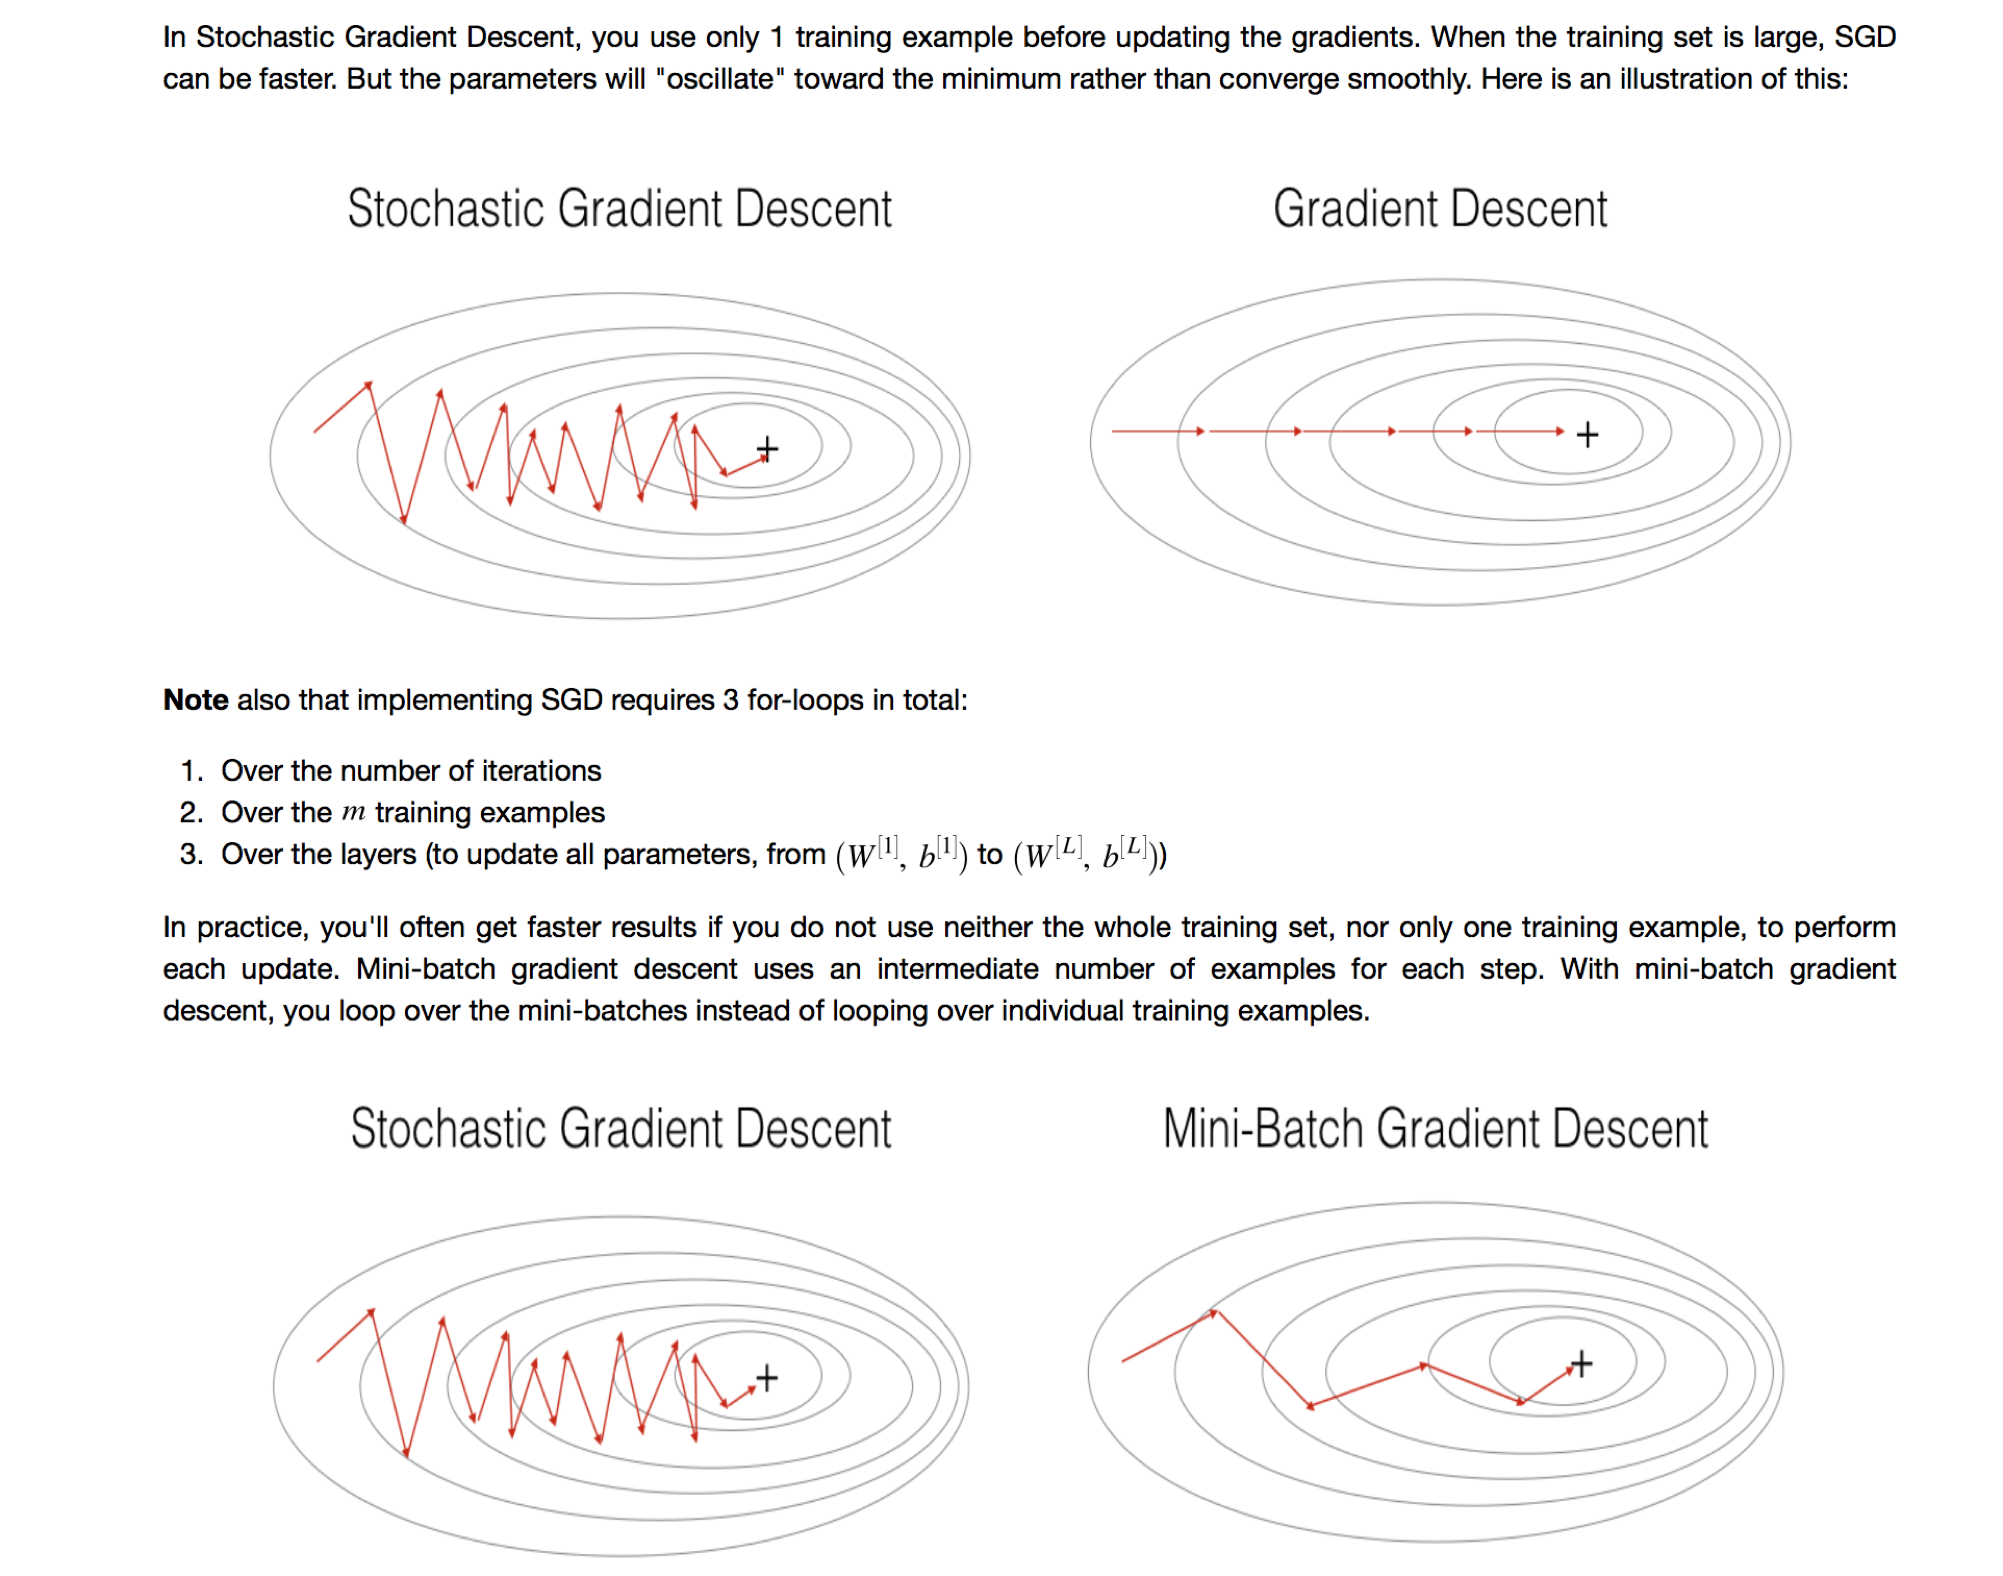 In Stochastic Gradient Descent, you use only 1 training example before updating the gradients. When the training set is large, SGD
can be faster. But the parameters will "oscillate" toward the minimum rather than converge smoothly. Here is an illustration of this:
Stochastic Gradient Descent
Gradient Descent
+
+
Note also that implementing SGD requires 3 for-loops in total:
1. Over the number of iterations
2. Over the m training examples
3. Over the layers (to update all parameters, from (W^[1], b^[1]) to (W^[L], b^[L]))
In practice, you'll often get faster results if you do not use neither the whole training set, nor only one training example, to perform
each update. Mini-batch gradient descent uses an intermediate number of examples for each step. With mini-batch gradient
descent, you loop over the mini-batches instead of looping over individual training examples.
Stochastic Gradient Descent
Mini-Batch Gradient Descent
+
+